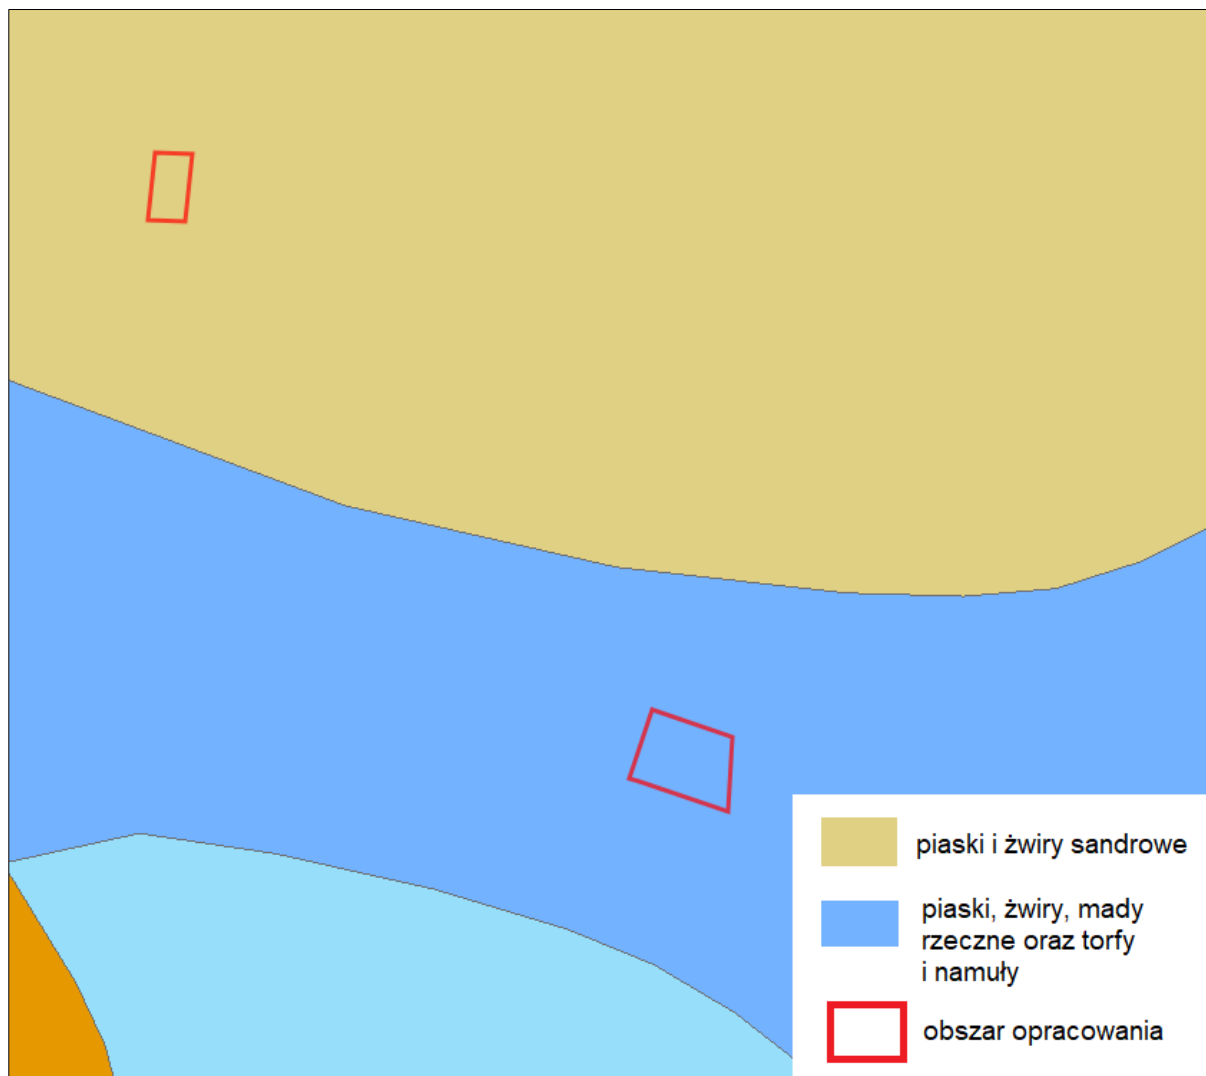 piaski i żwiry sandrowe
piaski, żwiry, mady
rzeczne oraz torfy
i namuły
obszar opracowania